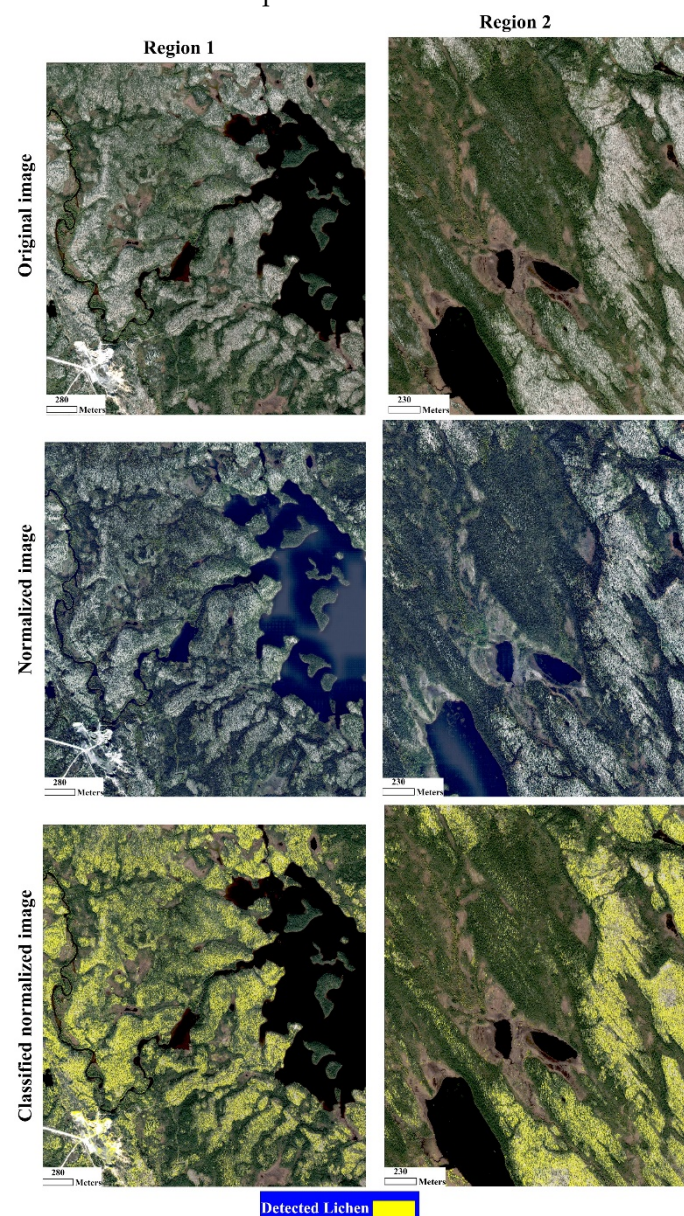 Region 1
Region 2
Original image
280
Meters
230
Meters
Normalized image
280
Meters
230
Meters
Classified normalized image
280
Meters
230
Meters
Detected Lichen